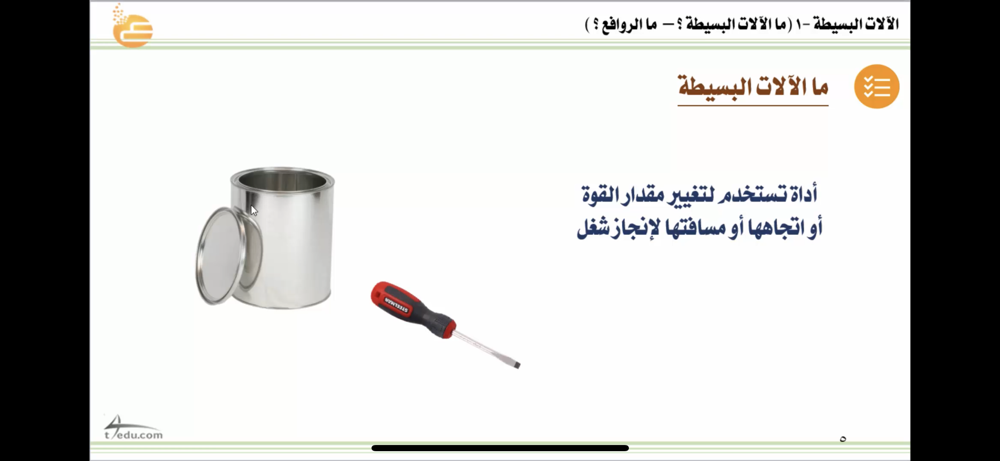 الآلات البسيطة -١ (ما الآلات البسيطة ؟ – ما الروافع ؟ )
ما الآلات البسيطة
أداة تستخدم لتغيير مقدار القوة
أو اتجاهها أو مسافتها لإنجاز شغل
STEELMAN
t4edu.com
٥